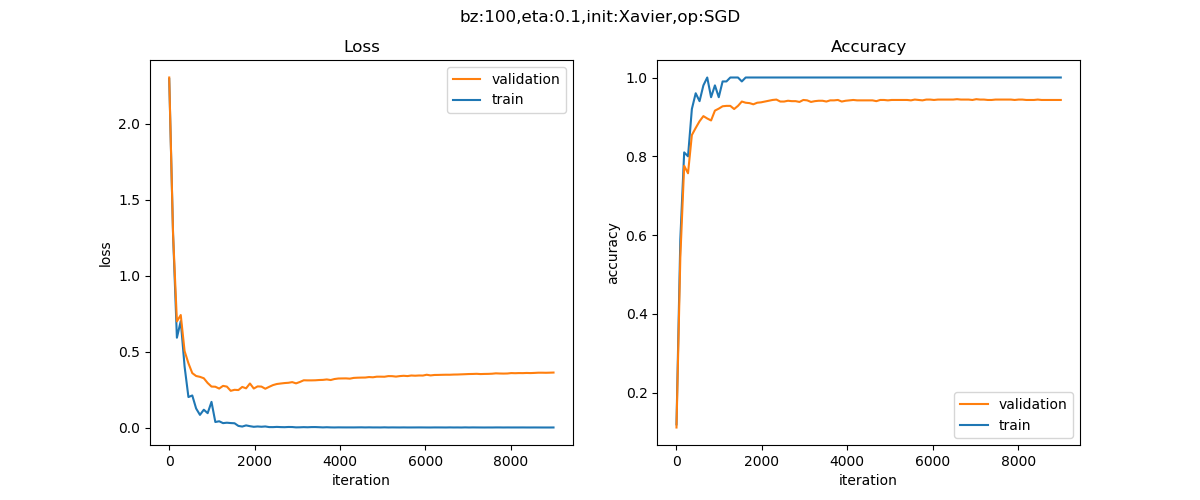 bz:100,eta:0.1,init:Xavier,op:SGD
Loss
validation
train
2.0
1.5
1.0
0.5
0.0
loss
0 2000 4000 6000 8000
iteration
Accuracy
1.0
0.8
0.6
0.4
0.2
accuracy
validation
train
0 2000 4000 6000 8000
iteration